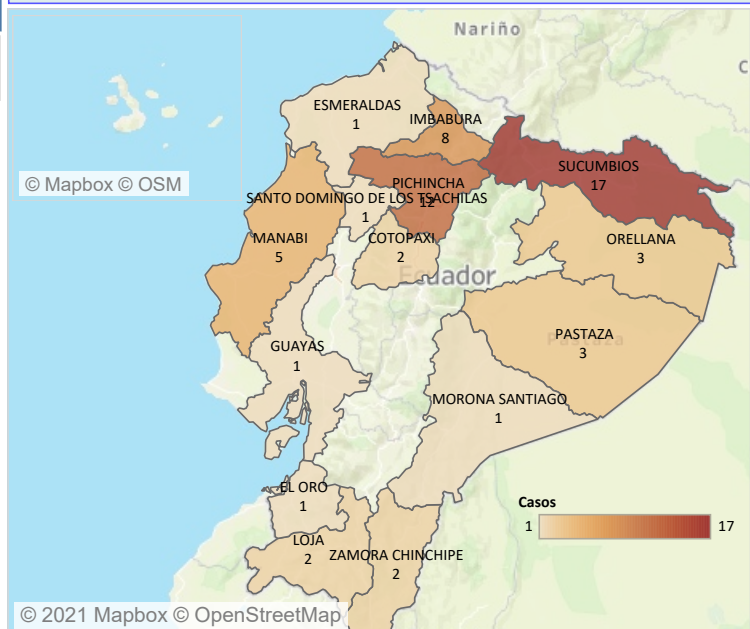 Nariño
C
ESMERALDAS
1
IMBABURA
8
SUCUMBIOS
17
© Mapbox © OSM
PICHINCHA
12
SANTO DOMINGO DE LOS TSACHILAS
1
MANABI
5
COTOPAXI
2
ORELLANA
3
Ecuador
PASTAZA
3
Pastaza
GUAYAS
1
MORONA SANTIAGO
1
EL ORO
1
Casos
1 17
LOJA
2
ZAMORA CHINCHIPE
2
© 2021 Mapbox © OpenStreetMap